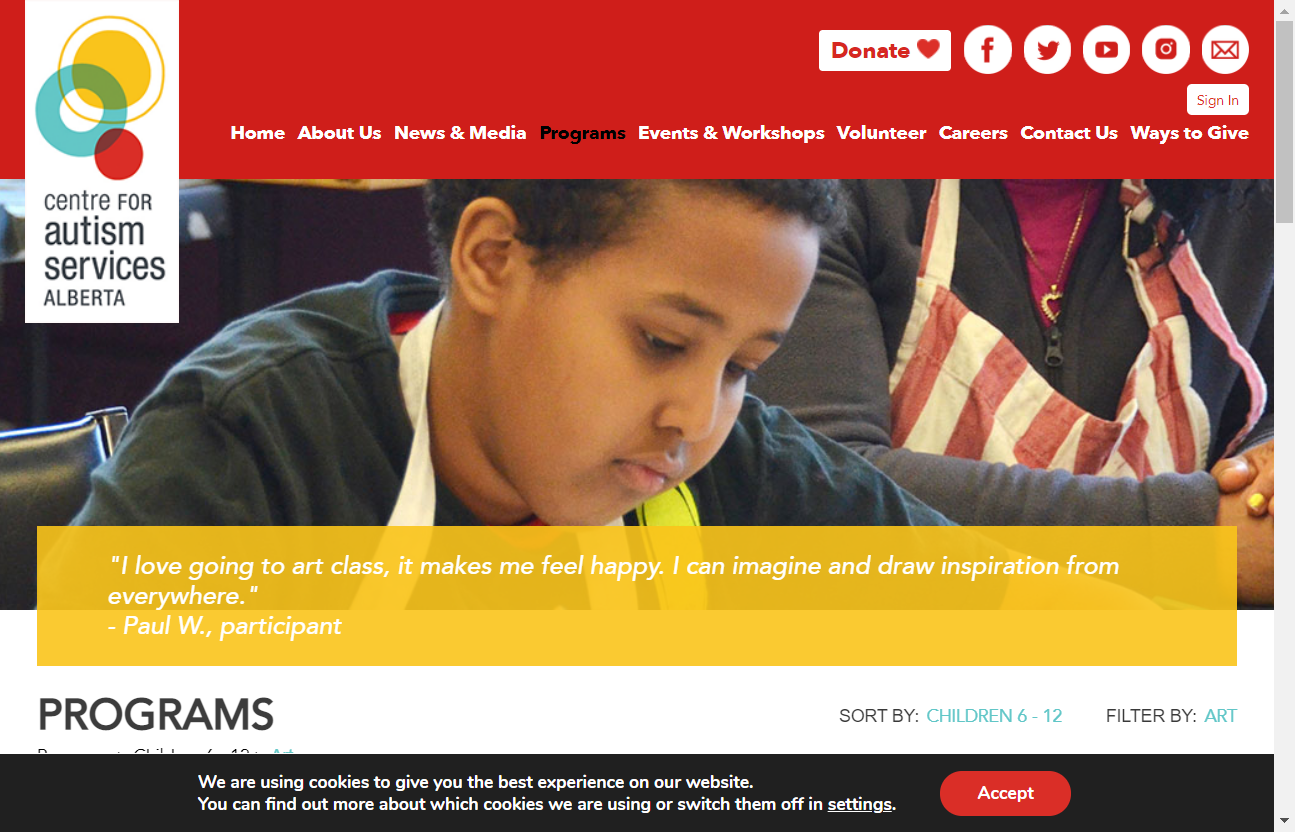 centre FOR
autism
services
ALBERTA
Donate
Sign In
Home About Us News & Media Programs Events & Workshops Volunteer Careers Contact Us Ways to Give
"I love going to art class, it makes me feel happy. I can imagine and draw inspiration from
everywhere."
- Paul W., participant
PROGRAMS
SORT BY: CHILDREN 6 - 12 FILTER BY: ART
We are using cookies to give you the best experience on our website.
You can find out more about which cookies we are using or switch them off in settings.
Accept